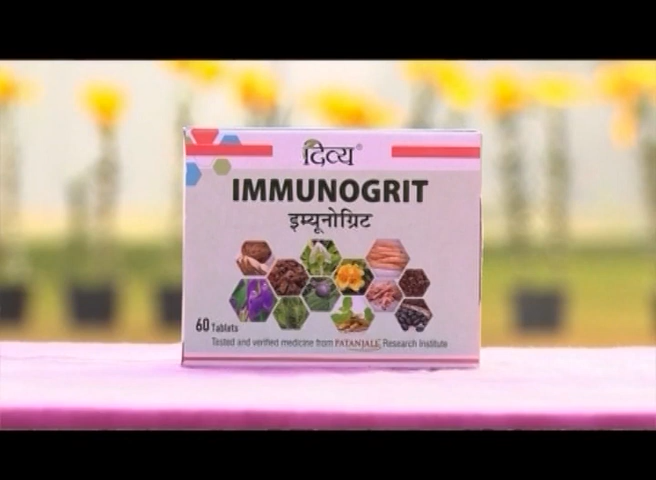 दिव्य®
IMMUNOGRIT
इम्यूनोग्रिट
60 Tablets
Tested and verified medicine from PATANJALI Research Institute